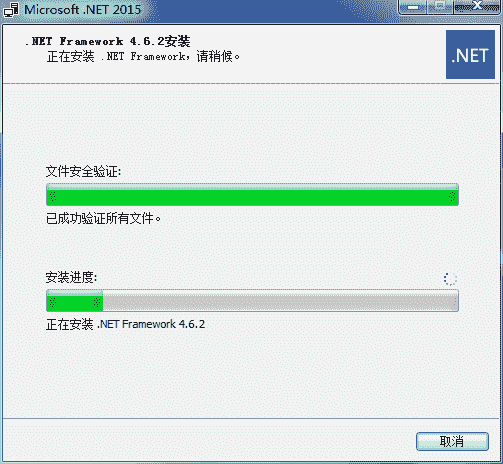 Microsoft .NET 2015
.NET Framework 4.6.2安装
正在安装 .NET Framework，请稍候。
.NET
文件安全验证:
已成功验证所有文件。
安装进度:
正在安装 .NET Framework 4.6.2
取消